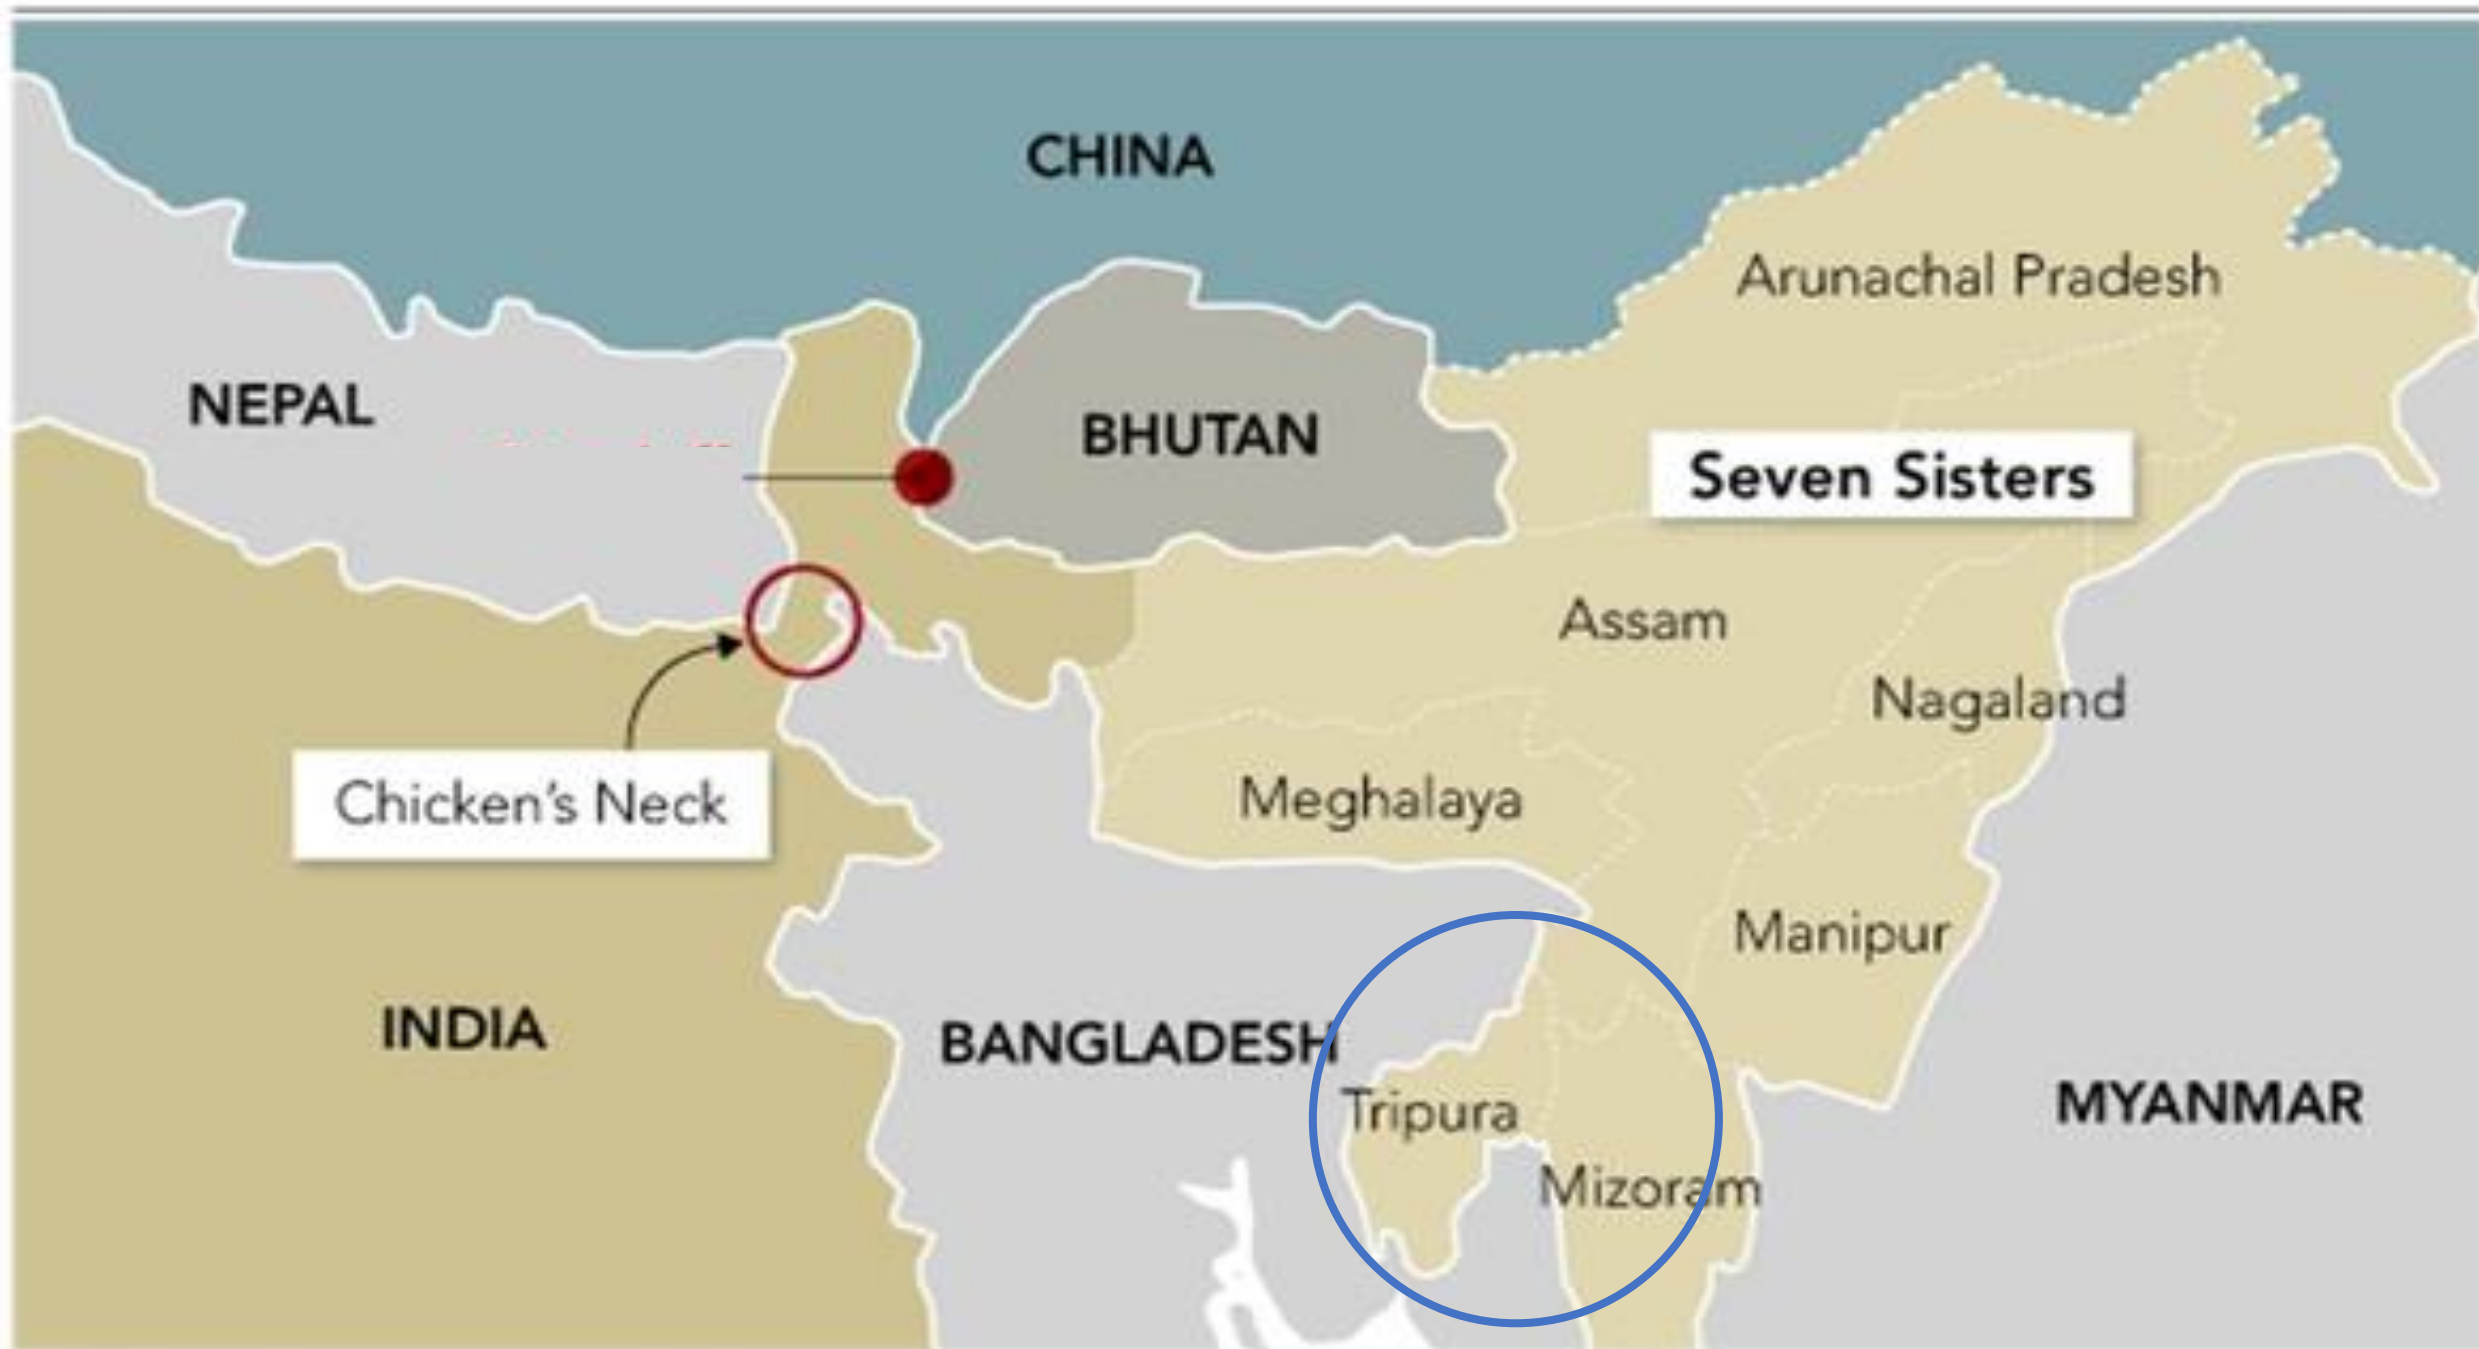 CHINA
Arunachal Pradesh
NEPAL
BHUTAN
Seven Sisters
Assam
Nagaland
Chicken's Neck
Meghalaya
Manipur
INDIA
BANGLADESH
Tripura
MYANMAR
Mizoram